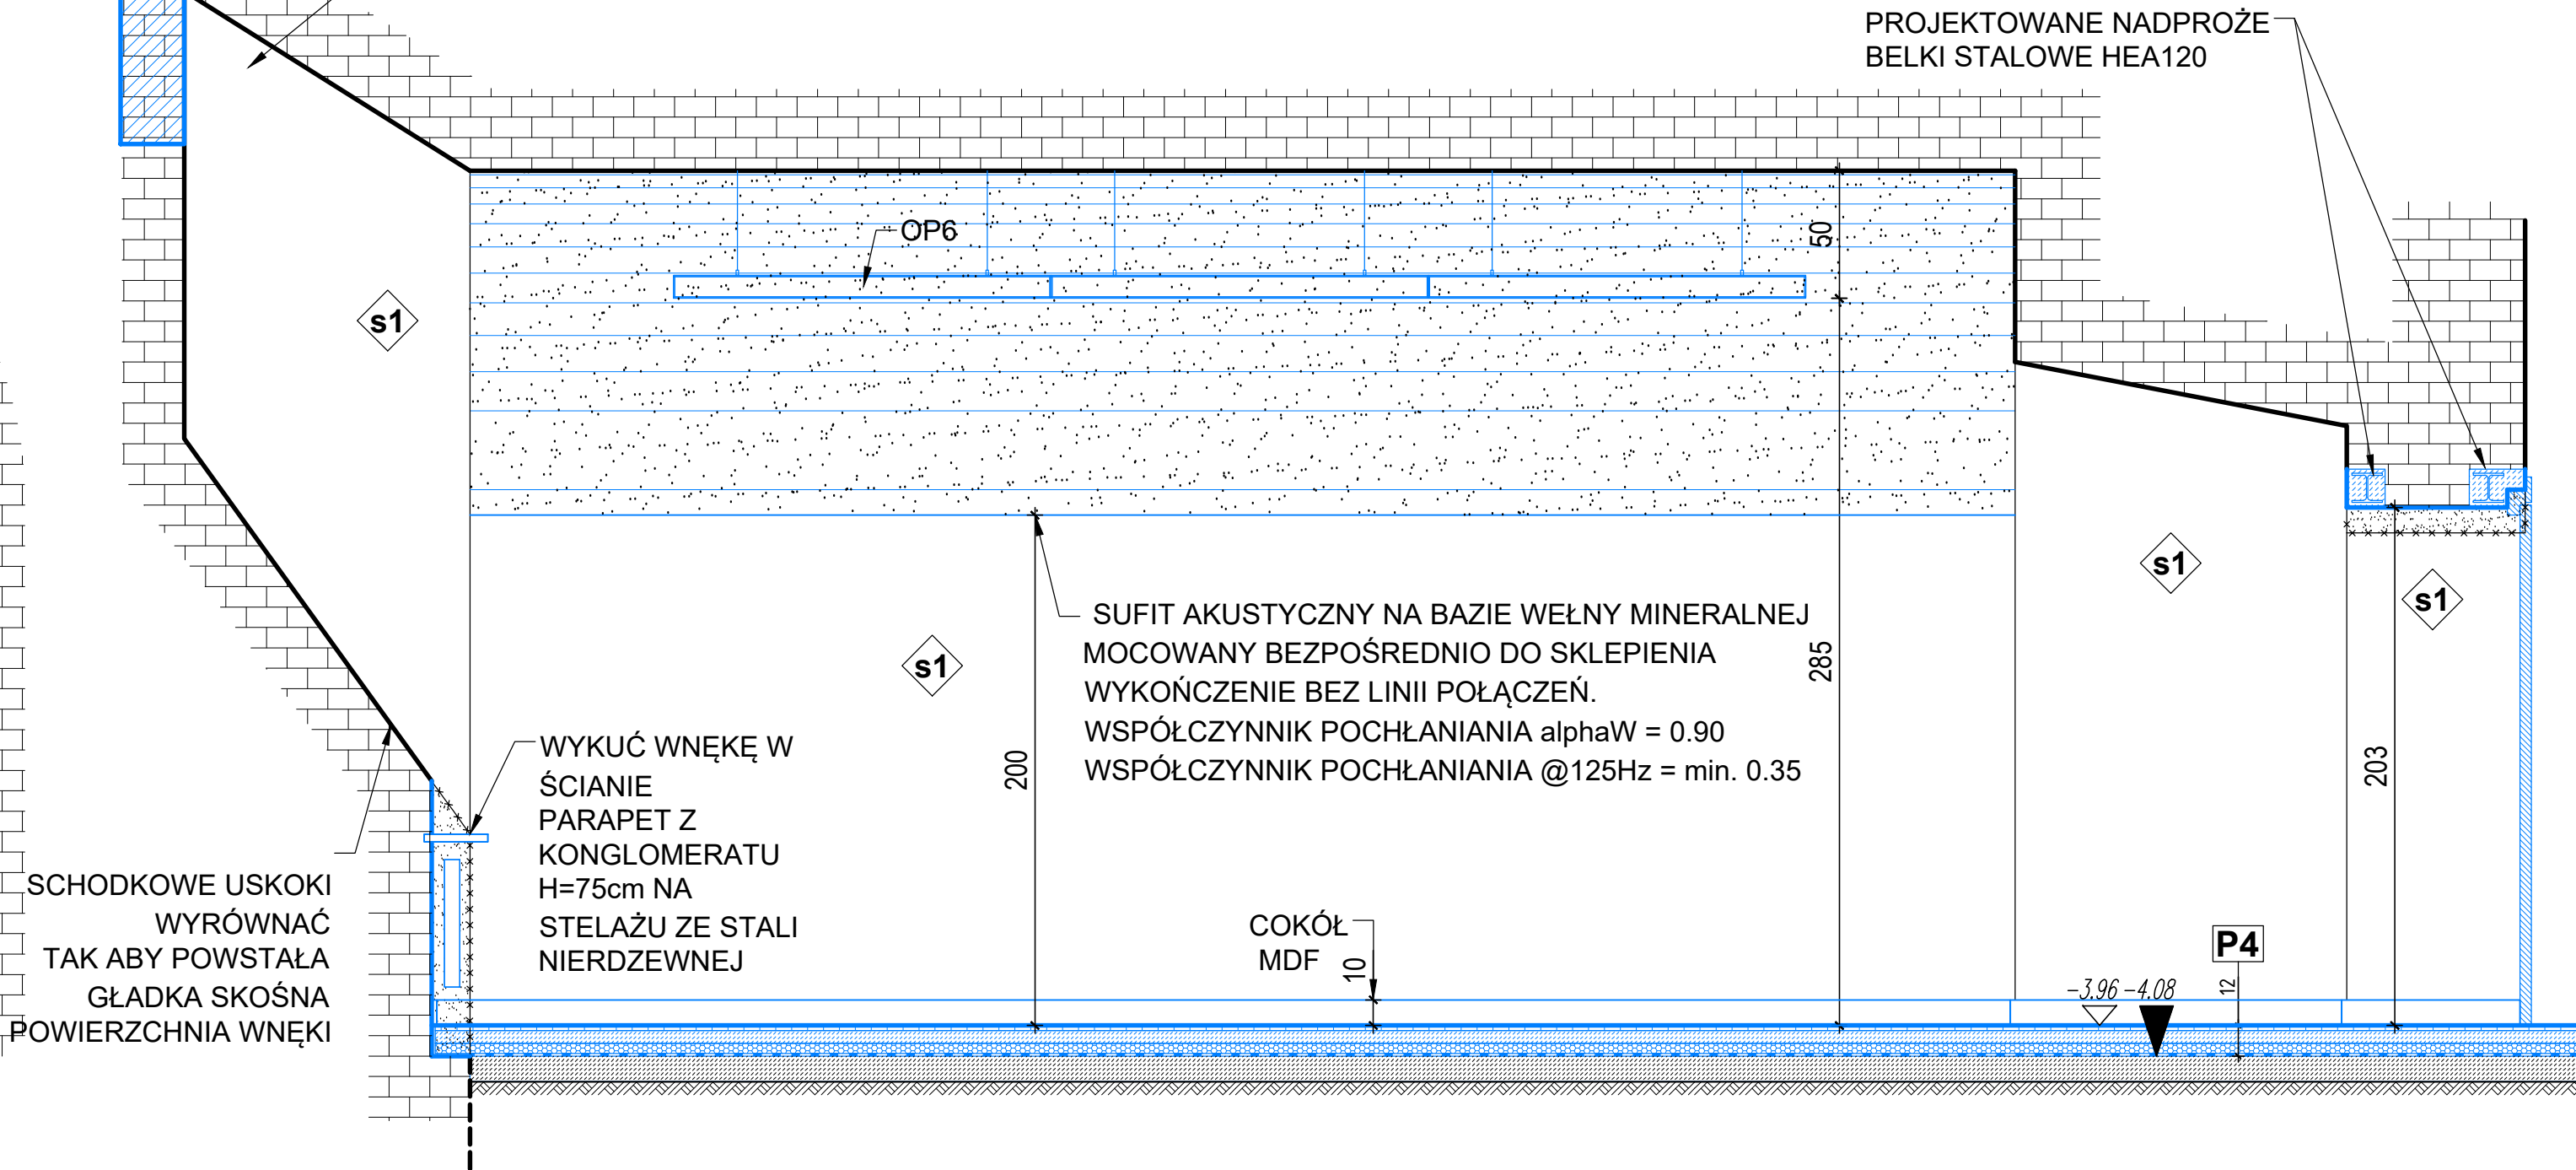 PROJEKTOWANE NADPROŻE
BELKI STALOWE HEA120
OP6
50
s1
s1
s1
s1
SUFIT AKUSTYCZNY NA BAZIE WEŁNY MINERALNEJ
MOCOWANY BEZPOŚREDNIO DO SKLEPIENIA
WYKOŃCZENIE BEZ LINII POŁĄCZEŃ.
WSPÓŁCZYNNIK POCHŁANIANIA alphaW = 0.90
WSPÓŁCZYNNIK POCHŁANIANIA @125Hz = min. 0.35
285
200
203
WYKUĆ WNĘKĘ W
ŚCIANIE
PARAPET Z
KONGLOMERATU
H=75cm NA
STELAŻU ZE STALI
NIERDZEWNEJ
SCHODKOWE USKOKI
WYRÓWNAĆ
TAK ABY POWSTAŁA
GŁADKA SKOŚNA
POWIERZCHNIA WNĘKI
COKÓŁ
MDF
10
P4
12
-3.96 -4.08